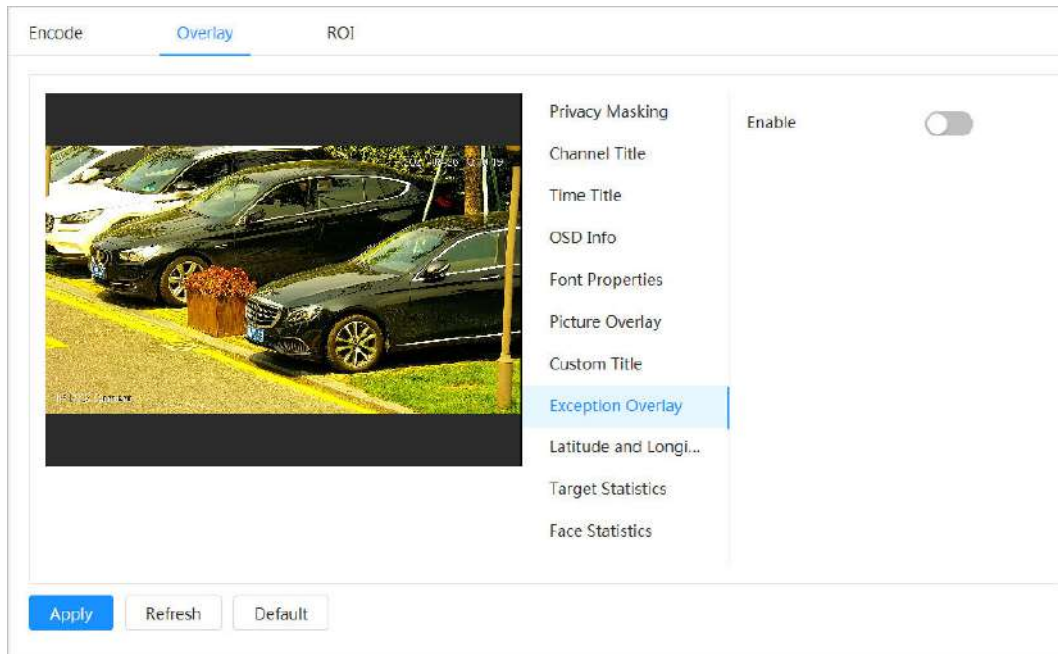 Encode
Overlay
ROI
Privacy Masking
Enable
Channel Title
Time Title
OSD Info
Font Properties
Picture Overlay
Custom Title
Exception Overlay
Latitude and Longi...
Target Statistics
Face Statistics
Apply
Refresh
Default